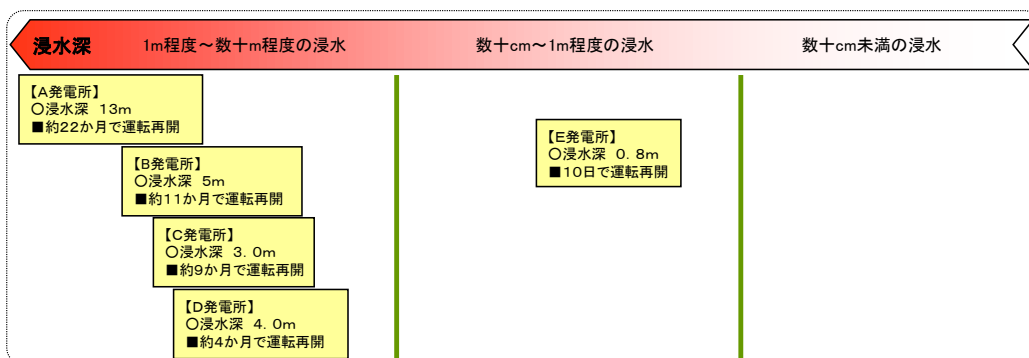 浸水深 1m程度~数十m程度の浸水 数十cm~1m程度の浸水 数十cm未満の浸水
【A発電所】
○浸水深 13m
■約22か月で運転再開
【B発電所】
○浸水深 5m
■約11か月で運転再開
【C発電所】
○浸水深 3.0m
■約9か月で運転再開
【D発電所】
○浸水深 4.0m
■約4か月で運転再開
【E発電所】
○浸水深 0.8m
■10日で運転再開